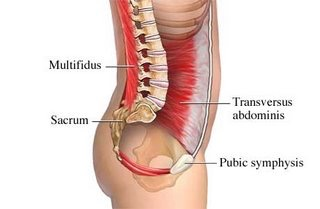 Multifidus
Sacrum
Transversus
abdominis
Pubic symphysis